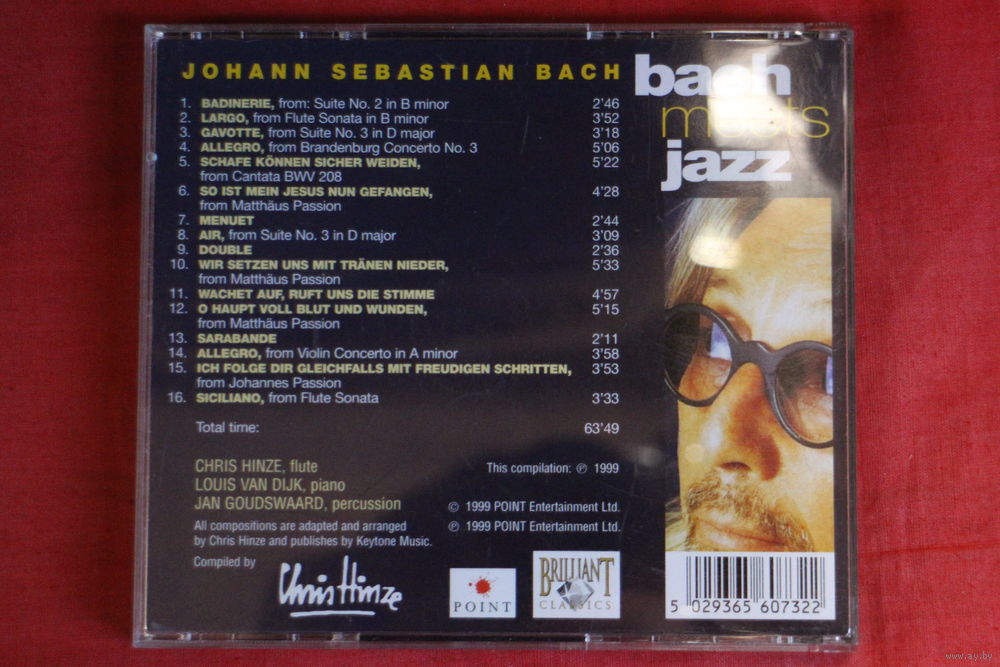 JOHANN SEBASTIAN BACH
bach
meets
jazz
1. BADINERIE, from: Suite No. 2 in B minor 2'46
2. LARGO, from Flute Sonata in B minor 3'52
3. GAVOTTE, from Suite No. 3 in D major 3'18
4. ALLEGRO, from Brandenburg Concerto No. 3 5'06
5. SCHAFE KÖNNEN SICHER WEIDEN, 5'22
from Cantata BWV 208
6. SO IST MEIN JESUS NUN GEFANGEN, 4'28
from Matthäus Passion
7. MENUET 2'44
8. AIR, from Suite No. 3 in D major 3'09
9. DOUBLE 2'36
10. WIR SETZEN UNS MIT TRÄNEN NIEDER, 5'33
from Matthäus Passion
11. WACHET AUF, RUFT UNS DIE STIMME 4'57
12. O HAUPT VOLL BLUT UND WUNDEN, 5'15
from Matthäus Passion
13. SARABANDE 2'11
14. ALLEGRO, from Violin Concerto in A minor 3'58
15. ICH FOLGE DIR GLEICHFALLS MIT FREUDIGEN SCHRITTEN, 3'53
from Johannes Passion
16. SICILIANO, from Flute Sonata 3'33
Total time: 63'49
CHRIS HINZE, flute
LOUIS VAN DIJK, piano
JAN GOUDSWAARD, percussion
This compilation: ℗ 1999
© 1999 POINT Entertainment Ltd.
℗ 1999 POINT Entertainment Ltd.
All compositions are adapted and arranged
by Chris Hinze and publishes by Keytone Music.
Compiled by
Chris Hinze
POINT
BRILLIANT
CLASSICS
5 029365 607322
www.ay.by